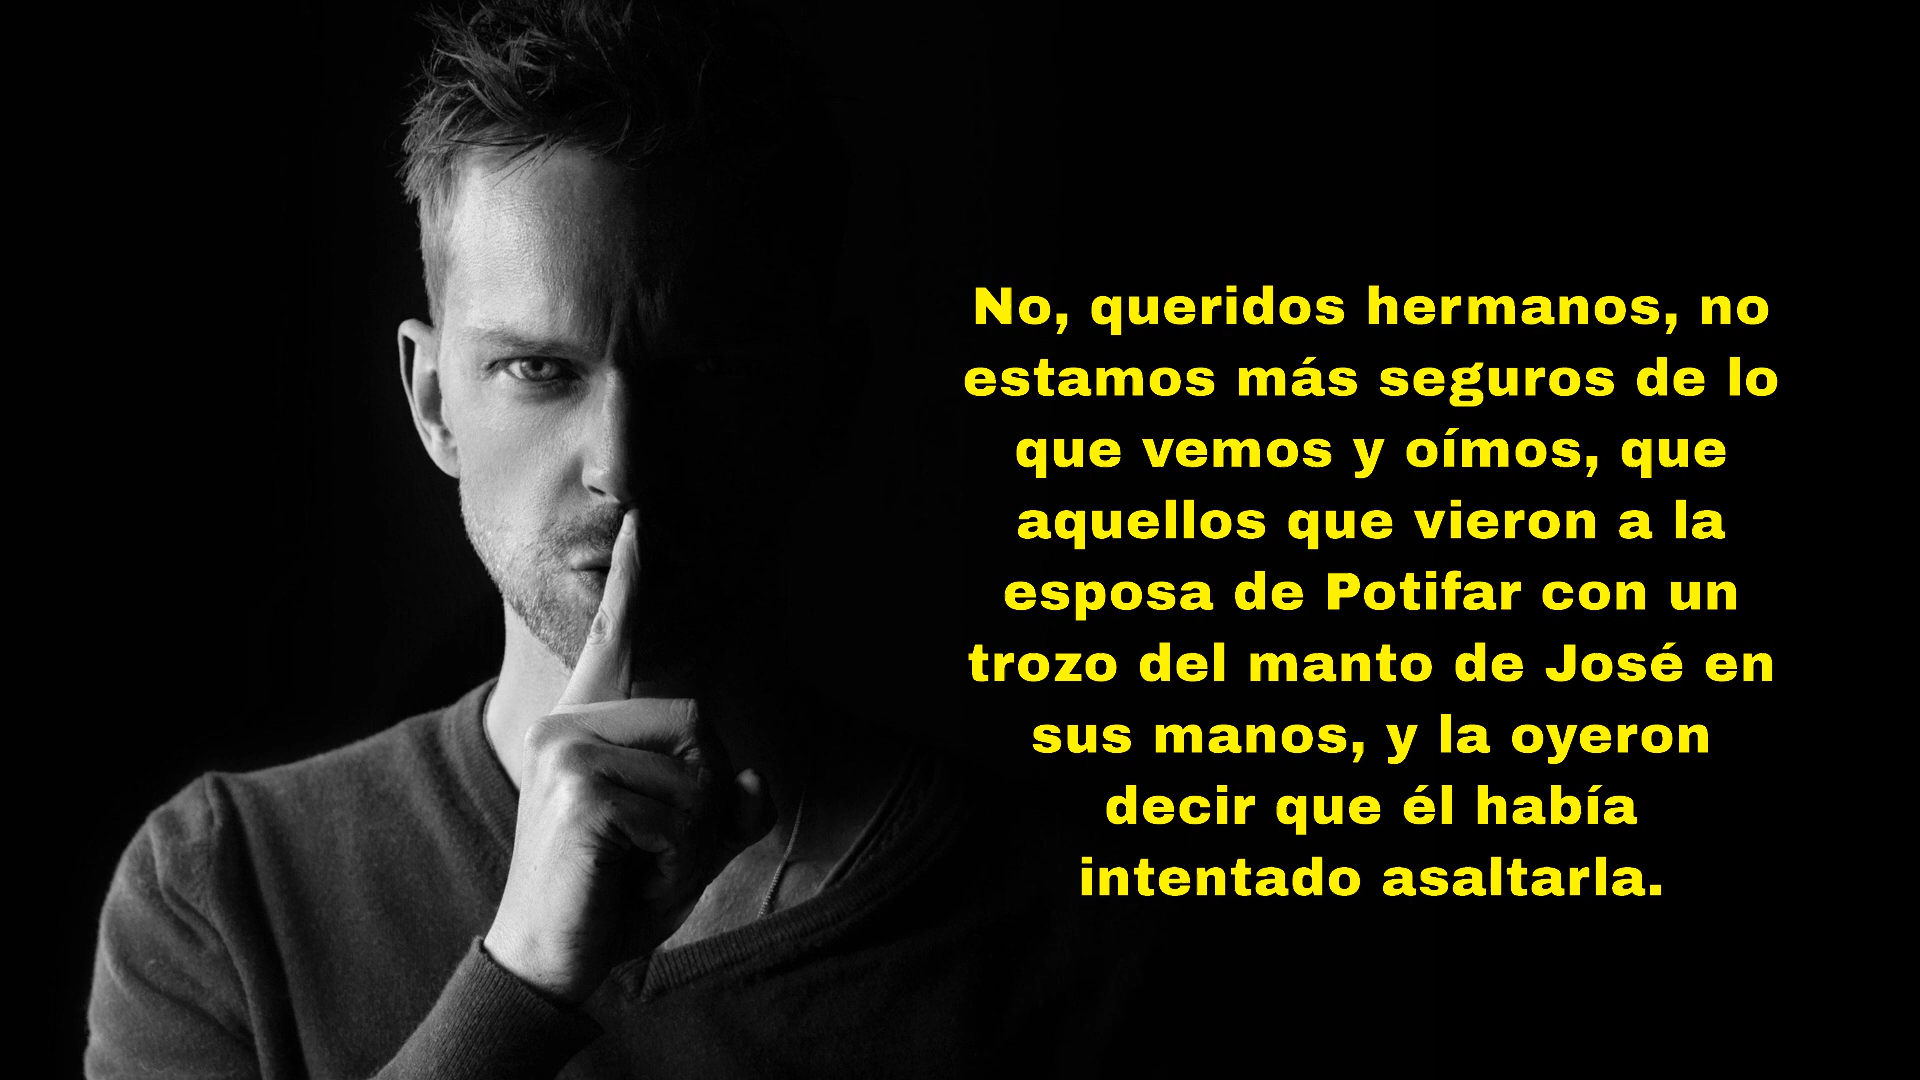 No, queridos hermanos, no
estamos más seguros de lo
que vemos y oímos, que
aquellos que vieron a la
esposa de Potifar con un
trozo del manto de José en
sus manos, y la oyeron
decir que él había
intentado asaltarla.